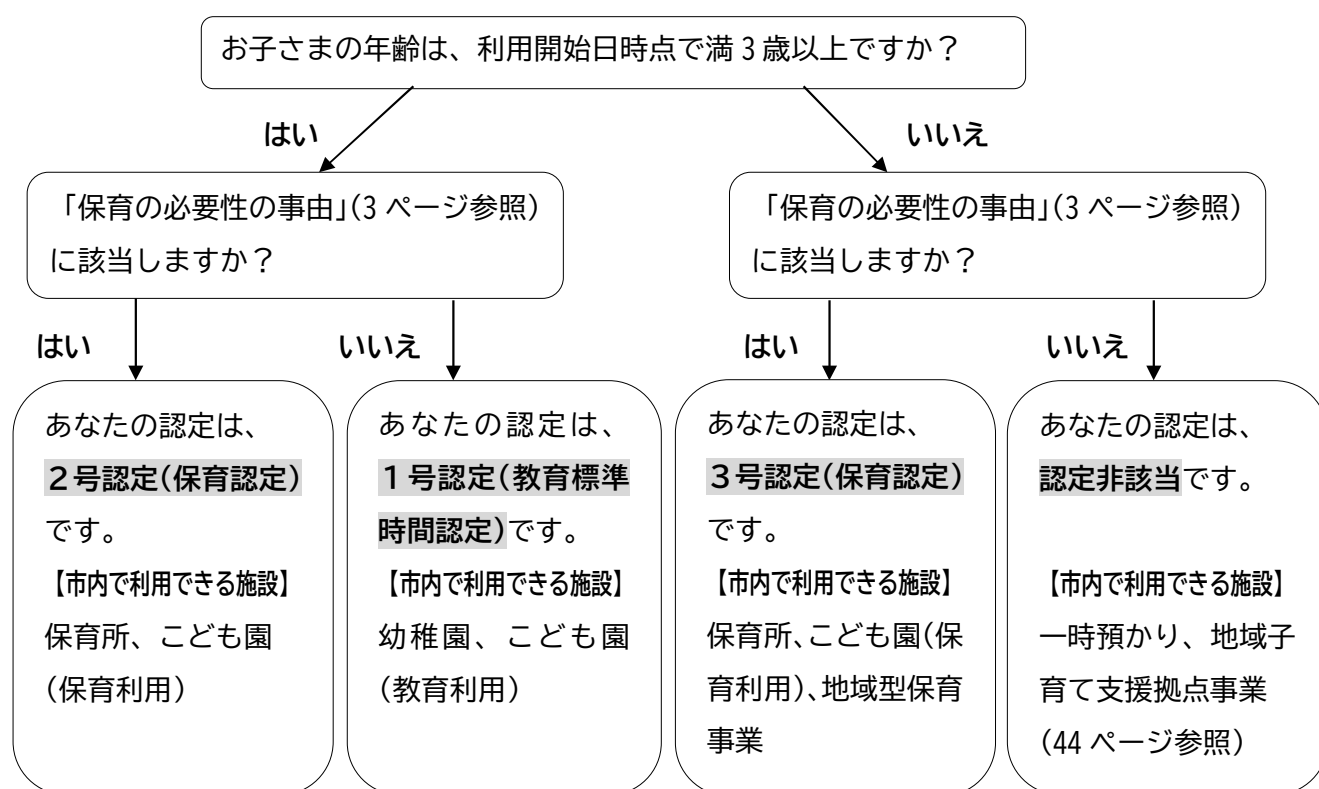 お子さまの年齢は、利用開始日時点で満3歳以上ですか？
はい
いいえ
「保育の必要性の事由」(3ページ参照)
に該当しますか？
「保育の必要性の事由」(3ページ参照)
に該当しますか？
はい
いいえ
はい
いいえ
あなたの認定は、
２号認定(保育認定)
です。
【市内で利用できる施設】
保育所、こども園
(保育利用)
あなたの認定は、
１号認定(教育標準
時間認定)です。
【市内で利用できる施設】
幼稚園、こども園
(教育利用)
あなたの認定は、
３号認定(保育認定)
です。
【市内で利用できる施設】
保育所、こども園(保
育利用)、地域型保育
事業
あなたの認定は、
認定非該当です。
【市内で利用できる施設】
一時預かり、地域子
育て支援拠点事業
(44ページ参照)